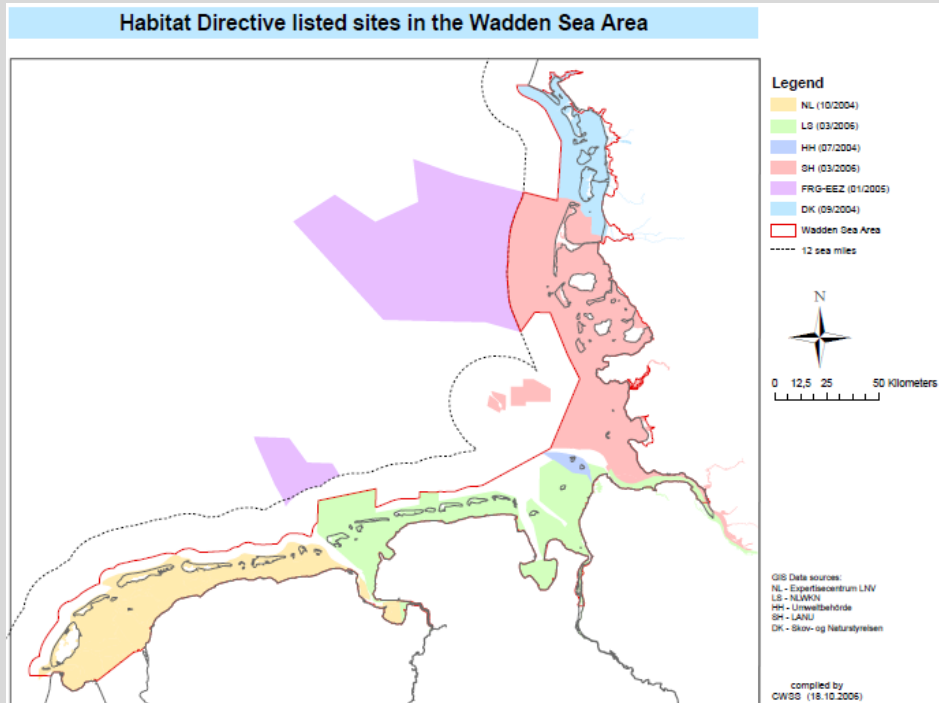 Habitat Directive listed sites in the Wadden Sea Area
Legend
NL (10/2004)
LS (03/2006)
HH (07/2004)
SH (03/2006)
FRG-EEZ (01/2005)
DK (09/2004)
Wadden Sea Area
12 sea miles
N
0 12,5 25 50 Kilometers
GIS Data sources:
NL - Expertisecentrum LNV
LS - NLWKN
HH - Umweltbehörde
SH - LANU
DK - Skov- og Naturstyrelsen
compiled by
CWSS (18.10.2006)